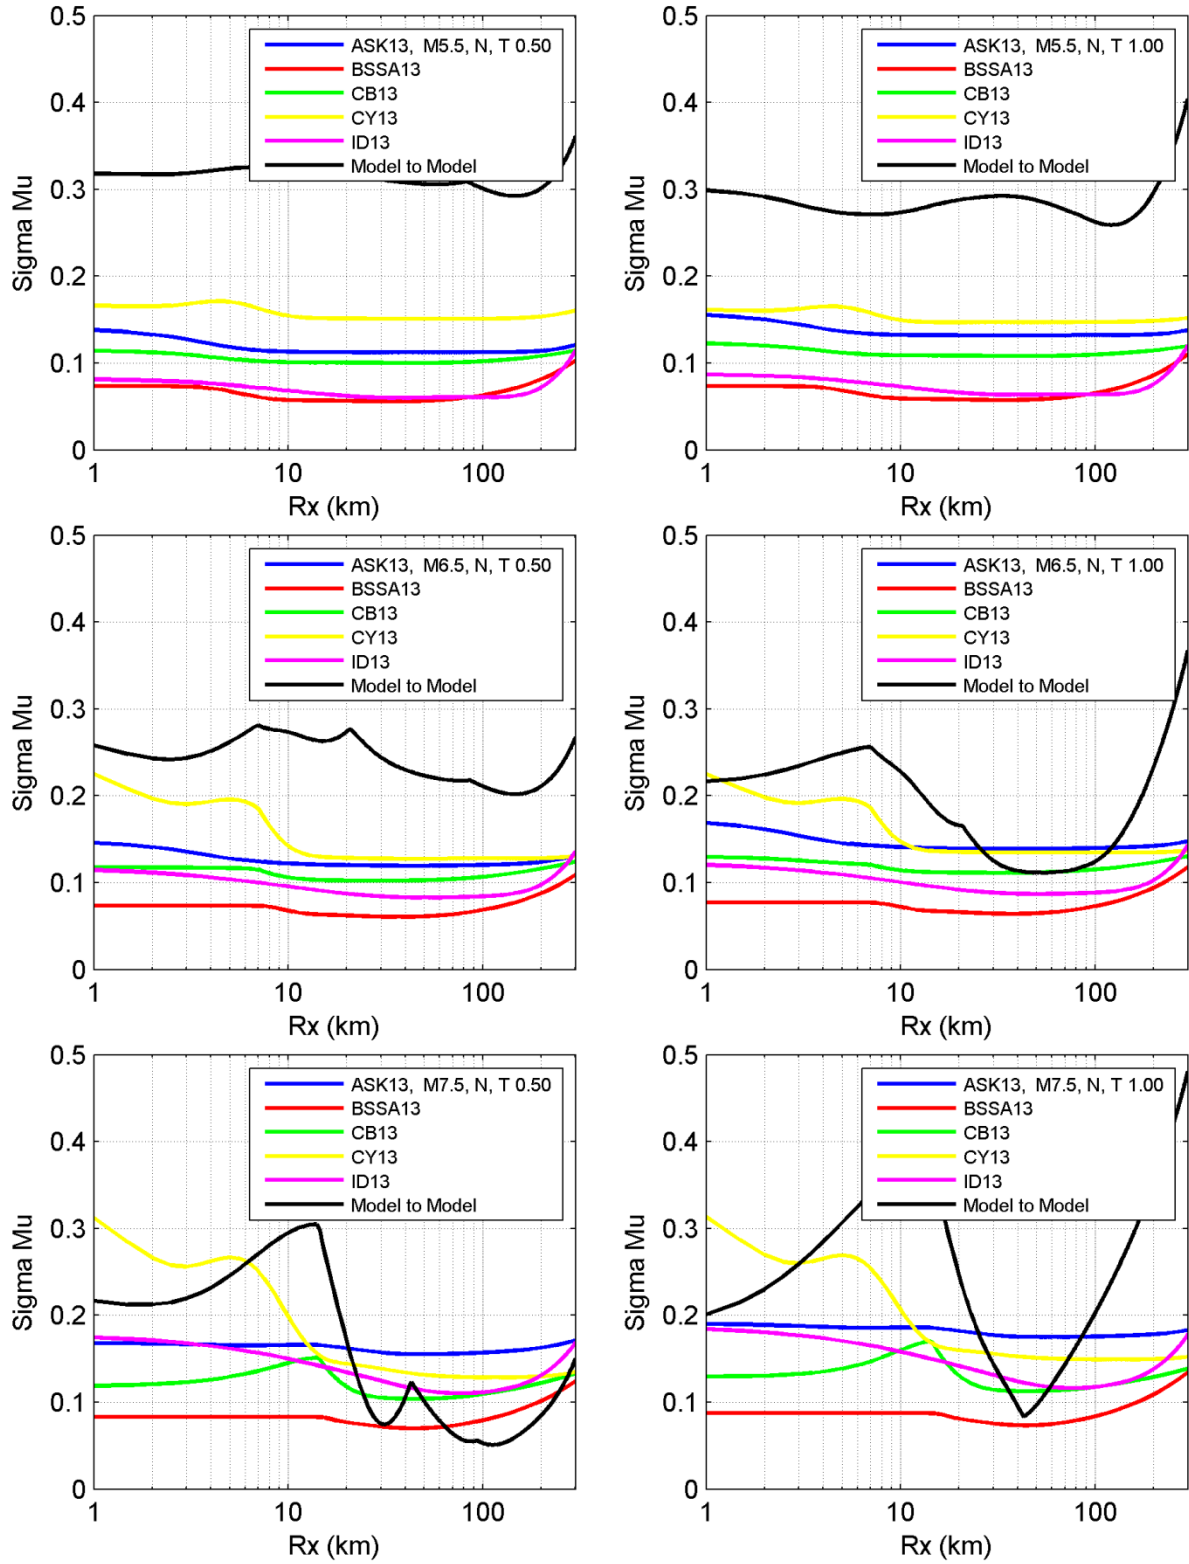 0.5
0.4
0.3
0.2
0.1
0
Sigma Mu
ASK13, M5.5, N, T 0.50
BSSA13
CB13
CY13
ID13
Model to Model
1
10
100
Rx (km)
0.5
0.4
0.3
0.2
0.1
0
Sigma Mu
ASK13, M5.5, N, T 1.00
BSSA13
CB13
CY13
ID13
Model to Model
1
10
100
Rx (km)
0.5
0.4
0.3
0.2
0.1
0
Sigma Mu
ASK13, M6.5, N, T 0.50
BSSA13
CB13
CY13
ID13
Model to Model
1
10
100
Rx (km)
0.5
0.4
0.3
0.2
0.1
0
Sigma Mu
ASK13, M6.5, N, T 1.00
BSSA13
CB13
CY13
ID13
Model to Model
1
10
100
Rx (km)
0.5
0.4
0.3
0.2
0.1
0
Sigma Mu
ASK13, M7.5, N, T 0.50
BSSA13
CB13
CY13
ID13
Model to Model
1
10
100
Rx (km)
0.5
0.4
0.3
0.2
0.1
0
Sigma Mu
ASK13, M7.5, N, T 1.00
BSSA13
CB13
CY13
ID13
Model to Model
1
10
100
Rx (km)